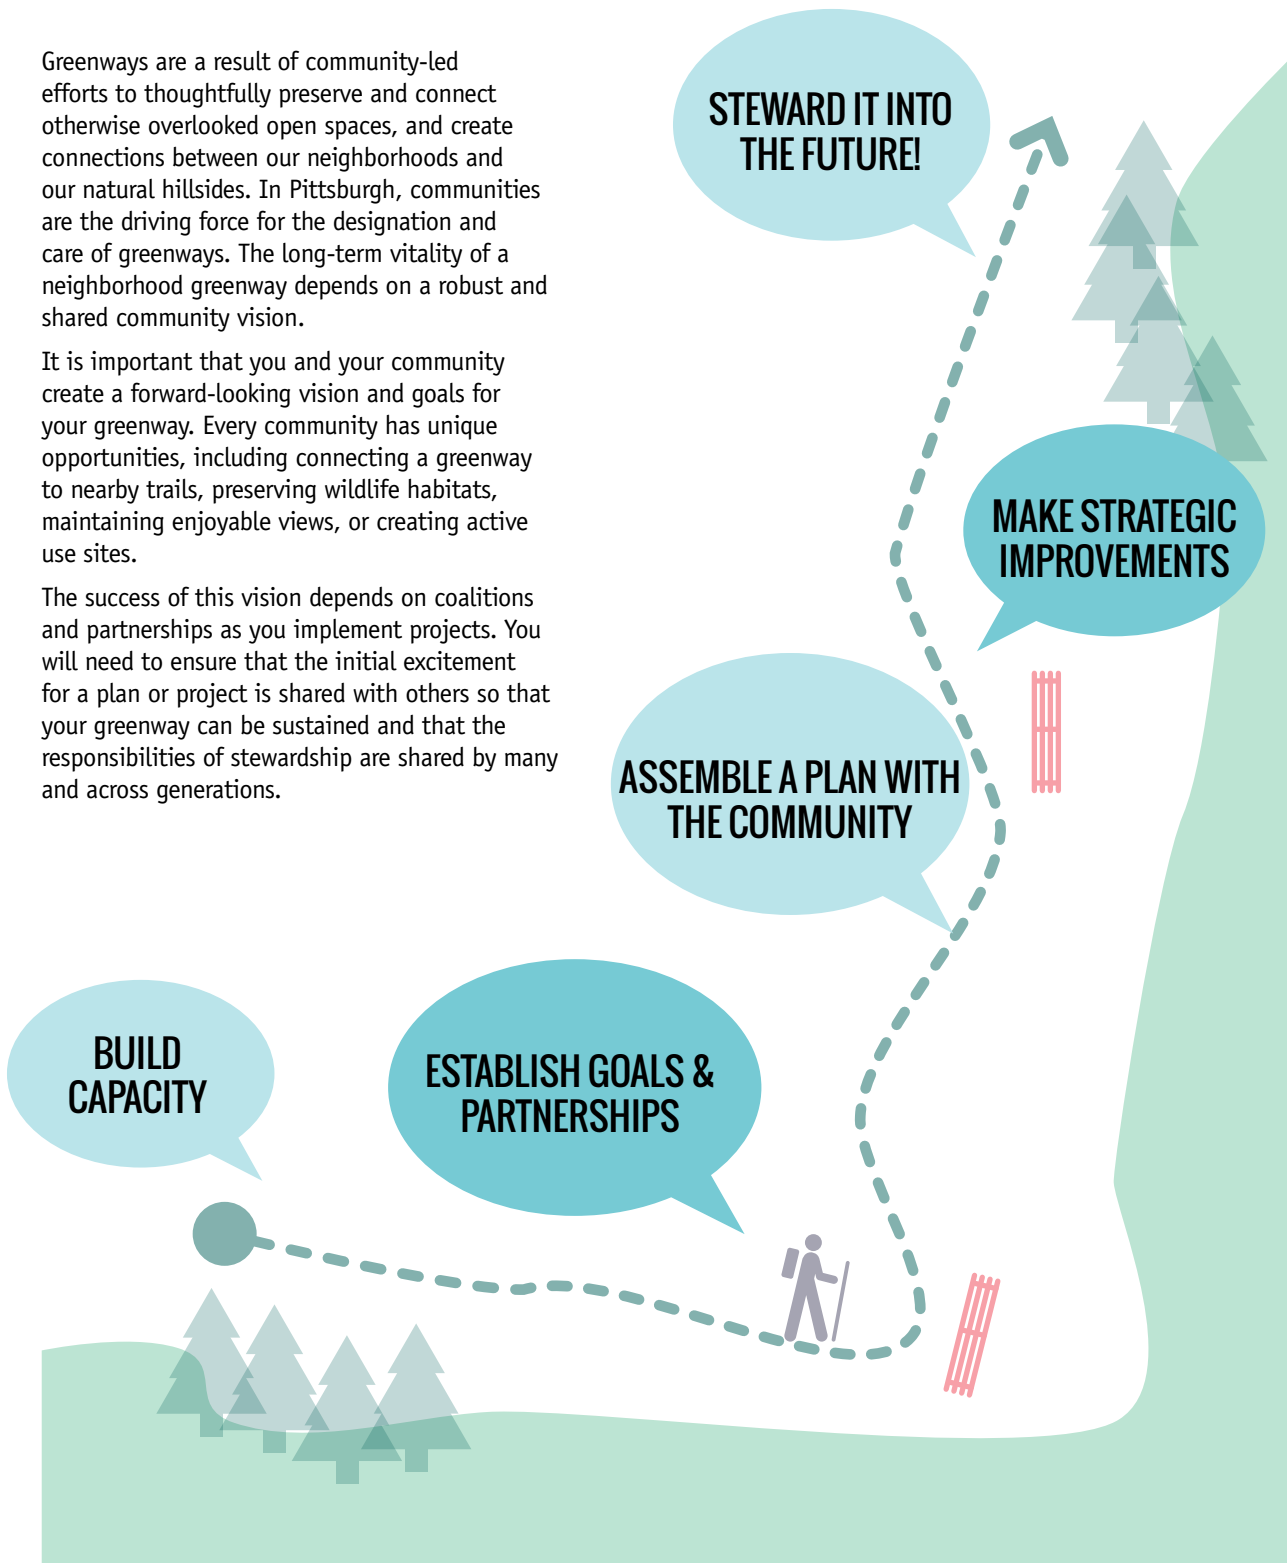 Greenways are a result of community-led
efforts to thoughtfully preserve and connect
otherwise overlooked open spaces, and create
connections between our neighborhoods and
our natural hillsides. In Pittsburgh, communities
are the driving force for the designation and
care of greenways. The long-term vitality of a
neighborhood greenway depends on a robust and
shared community vision.
It is important that you and your community
create a forward-looking vision and goals for
your greenway. Every community has unique
opportunities, including connecting a greenway
to nearby trails, preserving wildlife habitats,
maintaining enjoyable views, or creating active
use sites.
The success of this vision depends on coalitions
and partnerships as you implement projects. You
will need to ensure that the initial excitement
for a plan or project is shared with others so that
your greenway can be sustained and that the
responsibilities of stewardship are shared by many
and across generations.
STEWARD IT INTO
THE FUTURE!
MAKE STRATEGIC
IMPROVEMENTS
ASSEMBLE A PLAN WITH
THE COMMUNITY
BUILD
CAPACITY
ESTABLISH GOALS &
PARTNERSHIPS